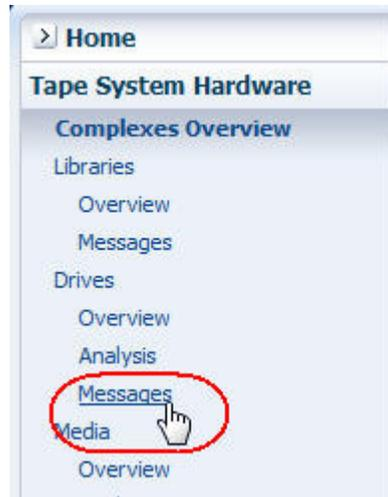 Home
Tape System Hardware
Complexes Overview
Libraries
Overview
Messages
Drives
Overview
Analysis
Messages
Media
Overview